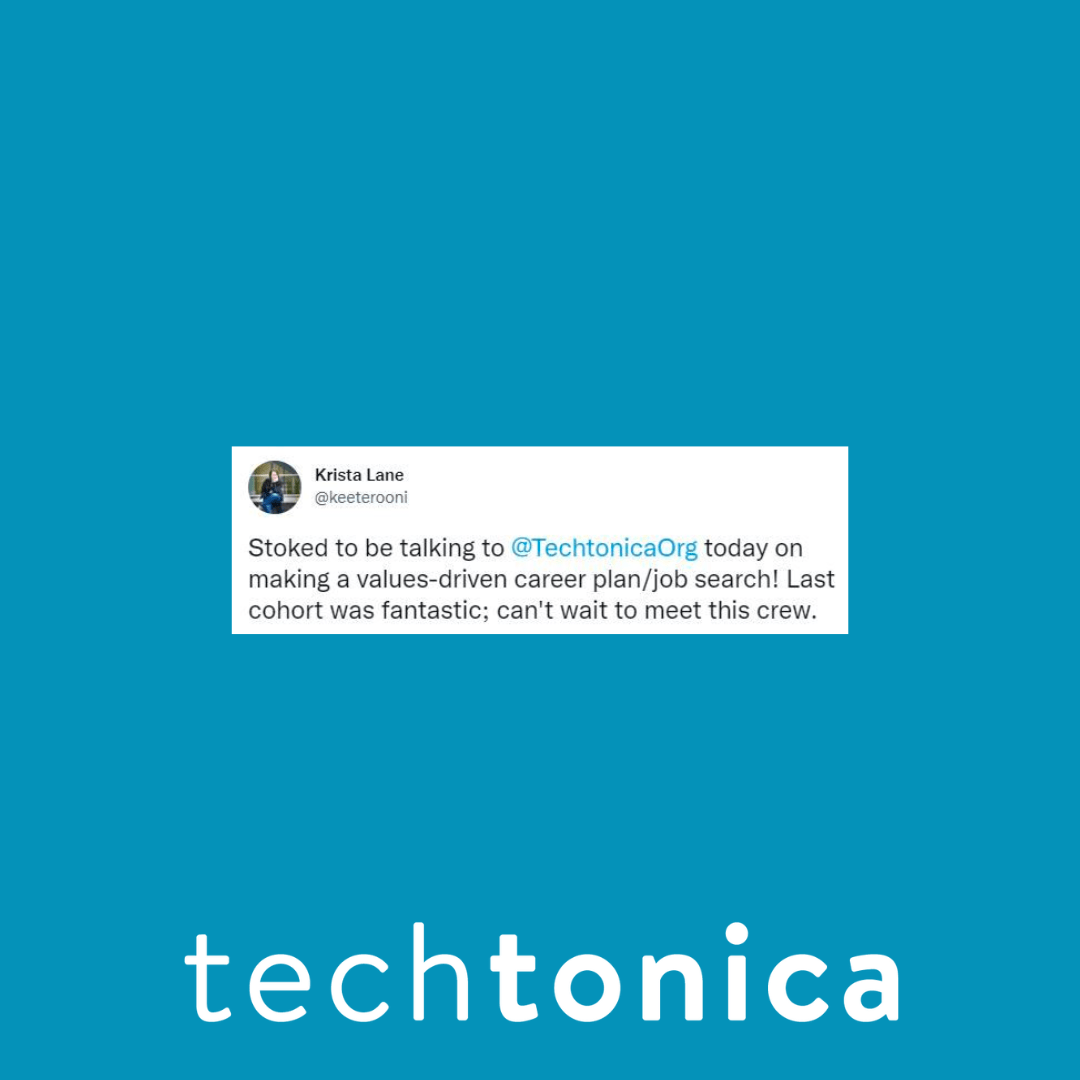 Krista Lane
@keeterooni
Stoked to be talking to @TechtonicaOrg today on
making a values-driven career plan/job search! Last
cohort was fantastic; can't wait to meet this crew.
techtonica